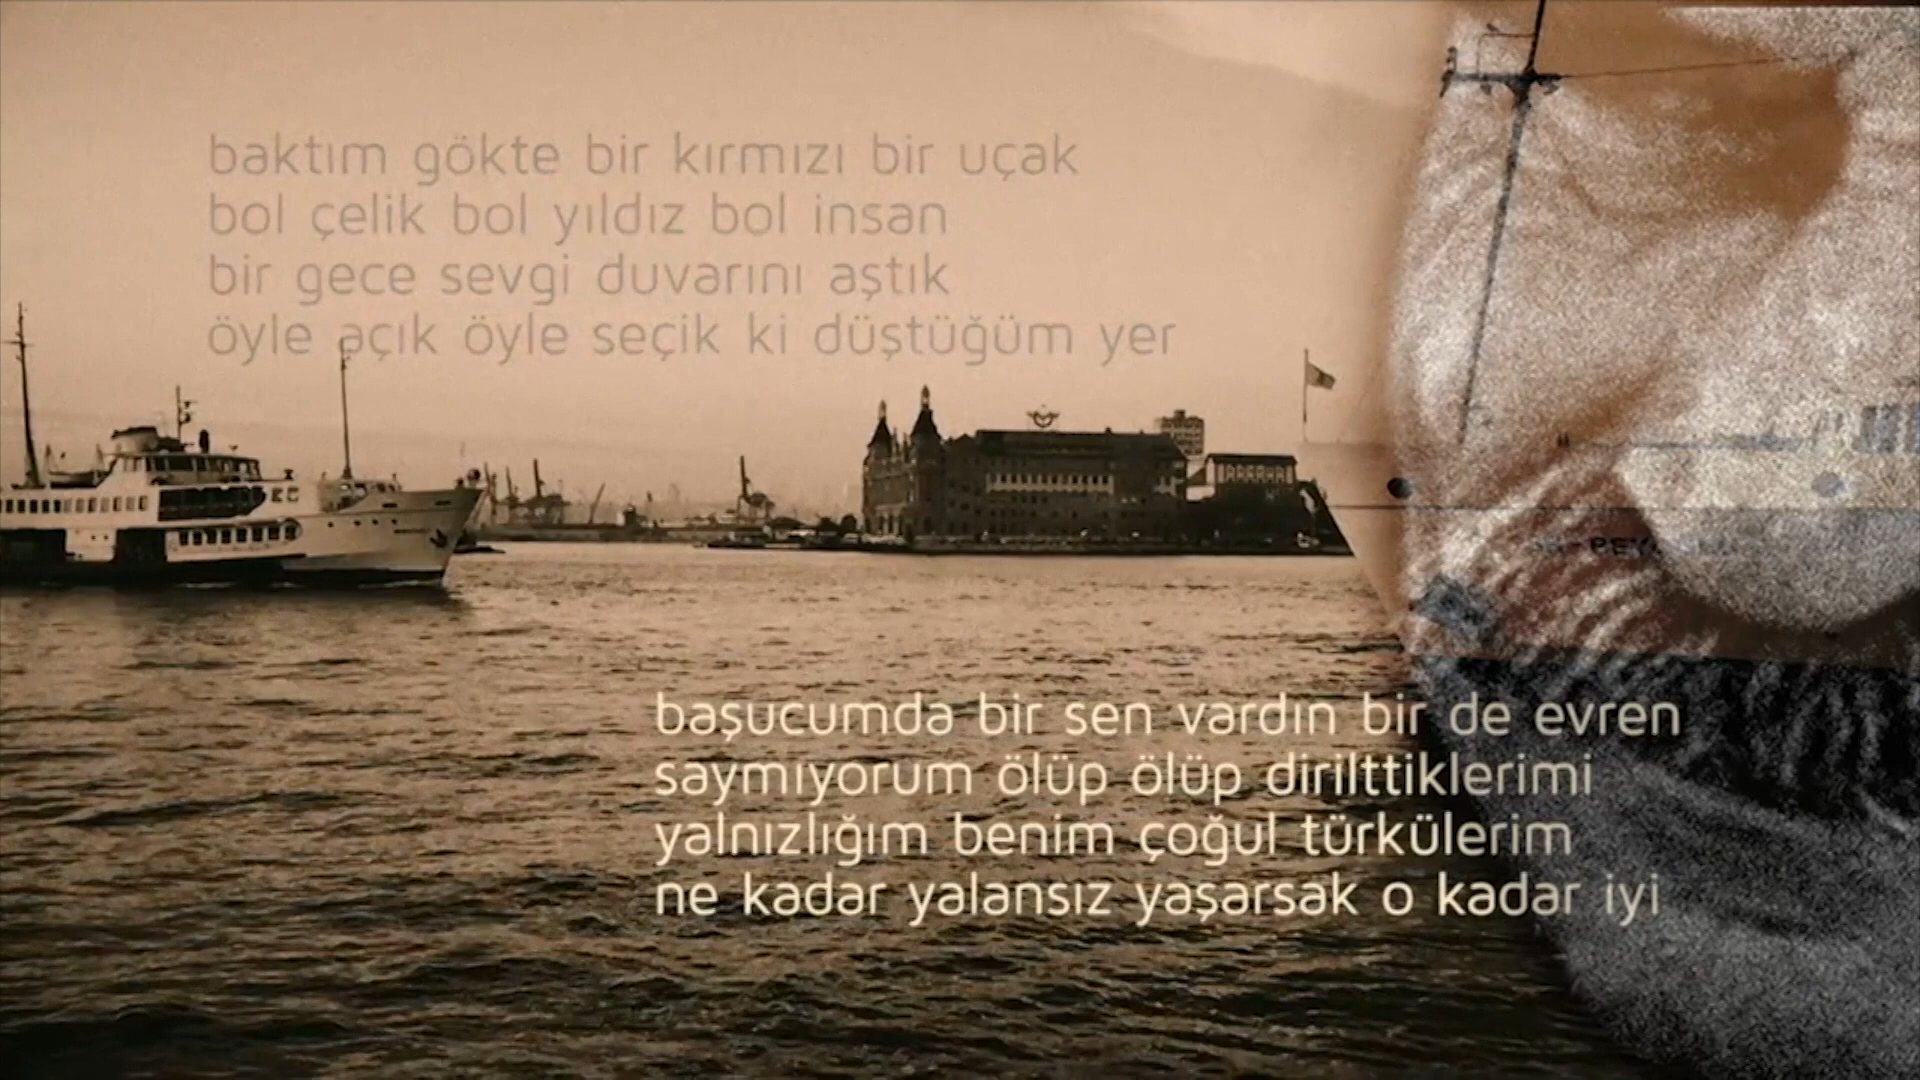 baktım gökte bir kırmızı bir uçak
bol çelik bol yıldız bol insan
bir gece sevgi duvarını aştık
öyle açık öyle seçik ki düştüğüm yer
başucumda bir sen vardın bir de evren
saymıyorum ölüp ölüp dirilttiklerimi
yalnızlığım benim çoğul türkülerim
ne kadar yalansız yaşarsak o kadar iyi